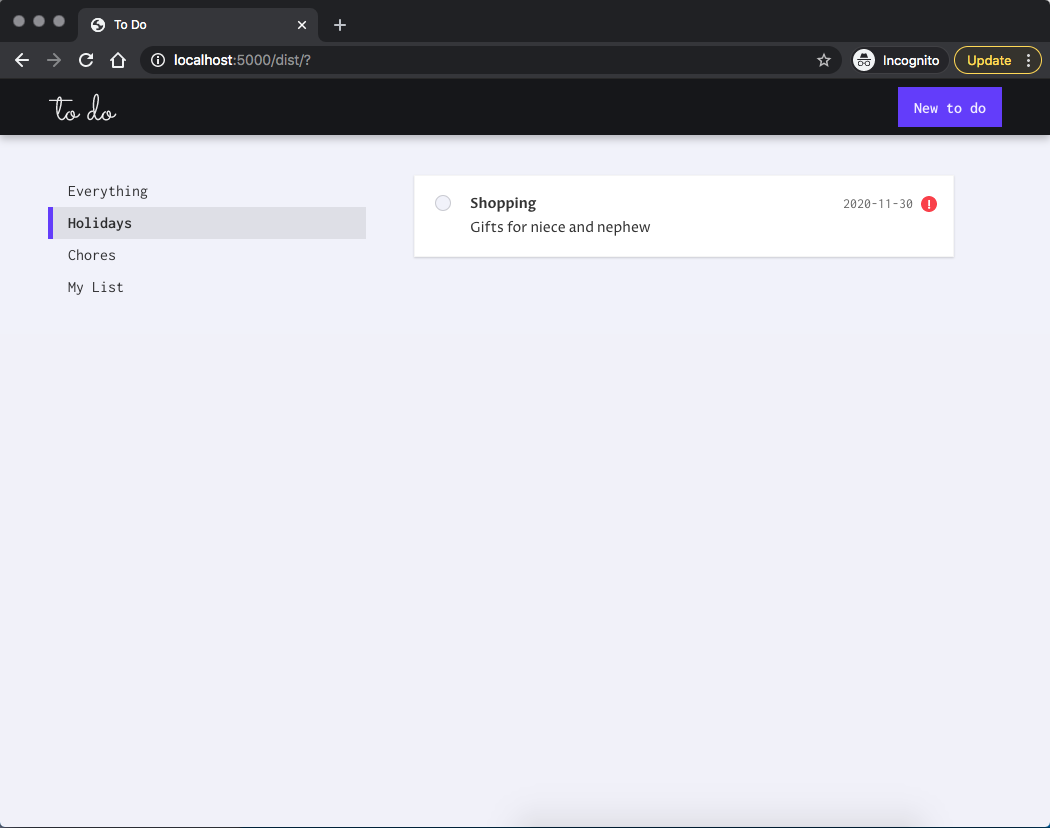 To Do
localhost:5000/dist/?
Incognito
Update
to do
New to do
Everything
Holidays
Chores
My List
Shopping
2020-11-30
Gifts for niece and nephew